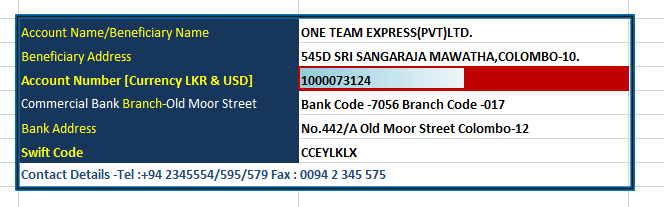 Account Name/Beneficiary Name ONE TEAM EXPRESS(PVT)LTD.
Beneficiary Address 545D SRI SANGARAJA MAWATHA,COLOMBO-10.
Account Number [Currency LKR & USD] 1000073124
Commercial Bank Branch-Old Moor Street Bank Code -7056 Branch Code -017
Bank Address No.442/A Old Moor Street Colombo-12
Swift Code CCEYLKLX
Contact Details -Tel :+94 2345554/595/579 Fax : 0094 2 345 575